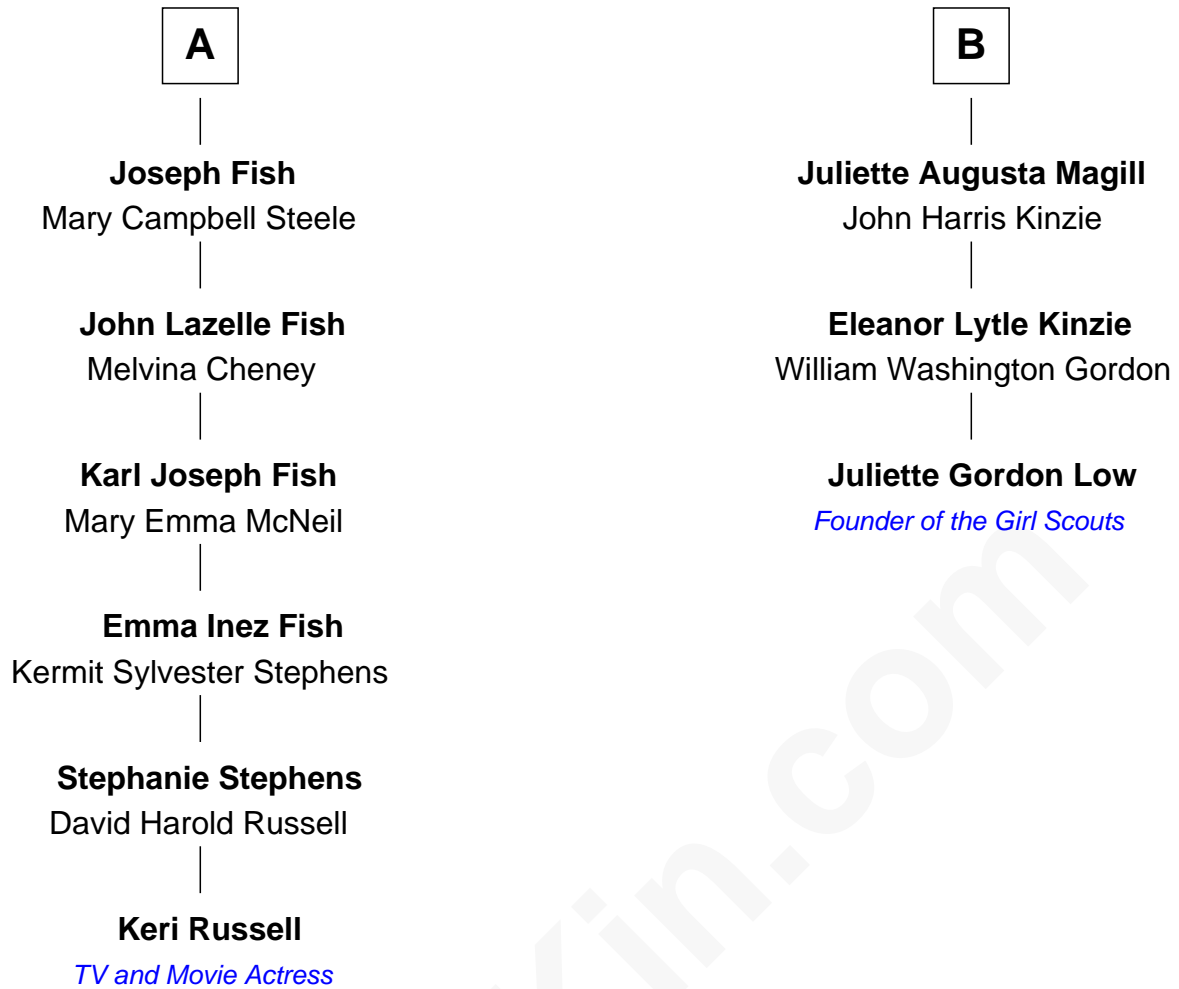 A
Joseph Fish
Mary Campbell Steele
John Lazelle Fish
Melvina Cheney
Karl Joseph Fish
Mary Emma McNeil
Emma Inez Fish
Kermit Sylvester Stephens
Stephanie Stephens
David Harold Russell
Keri Russell
TV and Movie Actress
B
Juliette Augusta Magill
John Harris Kinzie
Eleanor Lytle Kinzie
William Washington Gordon
Juliette Gordon Low
Founder of the Girl Scouts
Kin.com